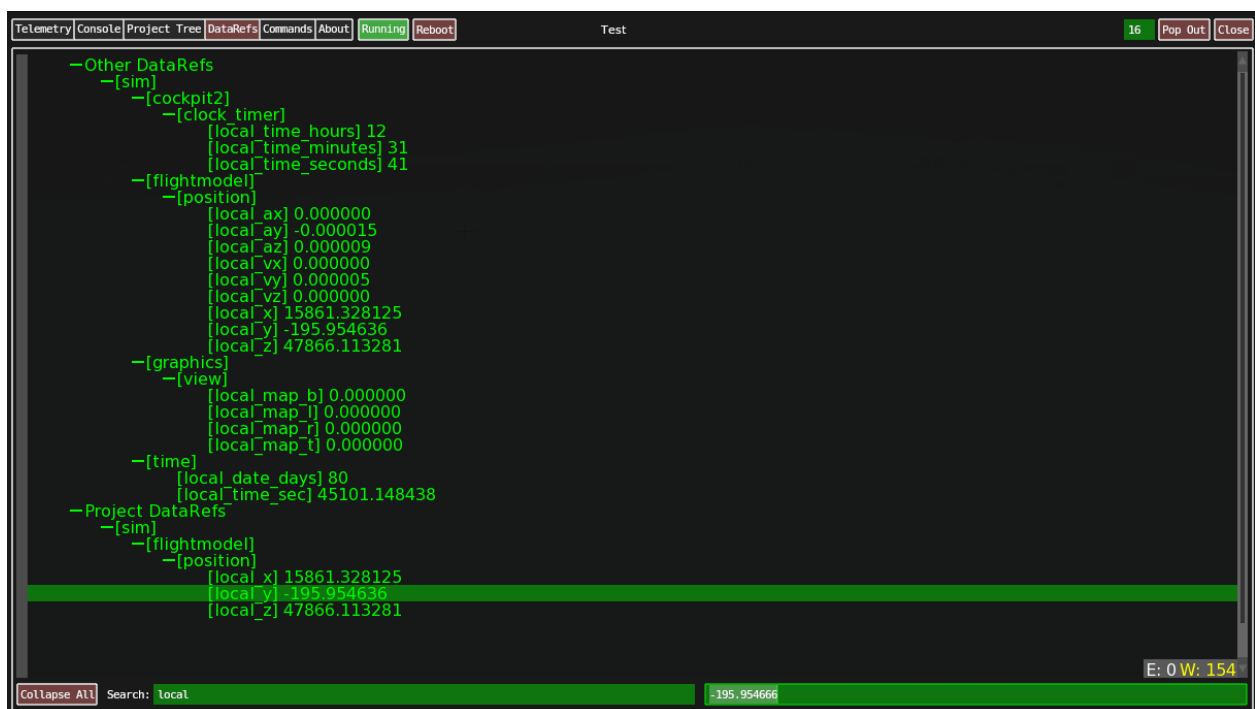 Telemetry Console Project Tree DataRefs Commands About Running Reboot Test 16 Pop Out Close
−Other DataRefs
−[sim]
−[cockpit2]
−[clock_timer]
[local_time_hours] 12
[local_time_minutes] 31
[local_time_seconds] 41
−[flightmodel]
−[position]
[local_ax] 0.000000
[local_ay] -0.000015
[local_az] 0.000009
[local_vx] 0.000000
[local_vy] 0.000005
[local_vz] 0.000000
[local_x] 15861.328125
[local_y] -195.954636
[local_z] 47866.113281
−[graphics]
−[view]
[local_map_b] 0.000000
[local_map_l] 0.000000
[local_map_r] 0.000000
[local_map_t] 0.000000
−[time]
[local_date_days] 80
[local_time_sec] 45101.148438
−Project DataRefs
−[sim]
−[flightmodel]
−[position]
[local_x] 15861.328125
[local_y] -195.954636
[local_z] 47866.113281
E: 0 W: 154
Collapse All Search: local -195.954666